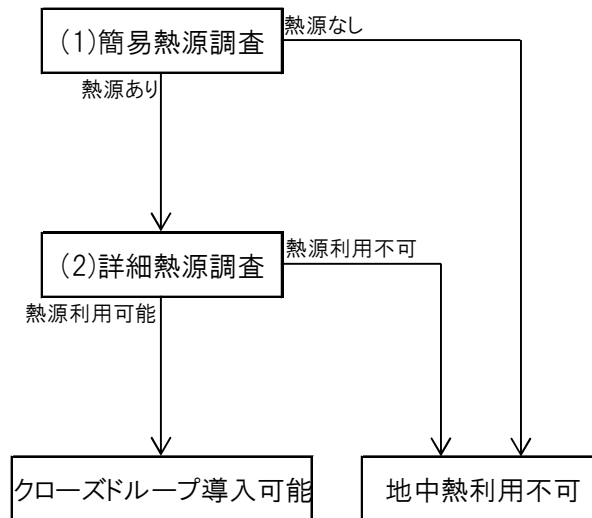 (1)簡易熱源調査
熱源なし
熱源あり
(2)詳細熱源調査
熱源利用不可
熱源利用可能
クローズドループ導入可能
地中熱利用不可